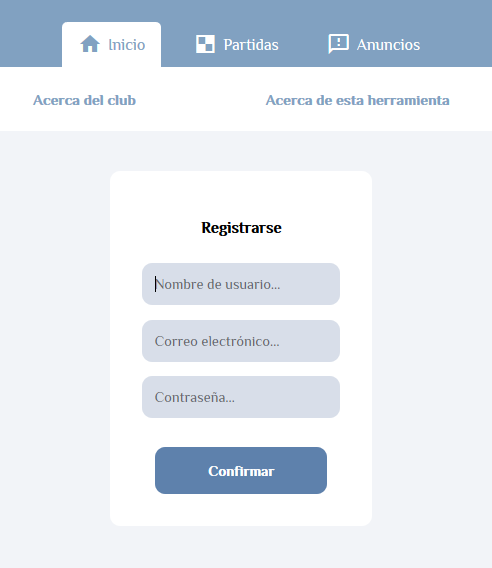 Inicio Partidas Anuncios
Acerca del club Acerca de esta herramienta
Registrarse
Nombre de usuario...
Correo electrónico...
Contraseña...
Confirmar